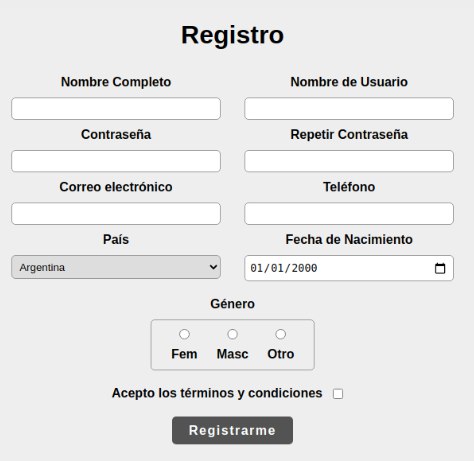 Registro
Nombre Completo Nombre de Usuario
Contraseña Repetir Contraseña
Correo electrónico Teléfono
País Fecha de Nacimiento
Argentina 01/01/2000
Género
Fem Masc Otro
Acepto los términos y condiciones
Registrarme